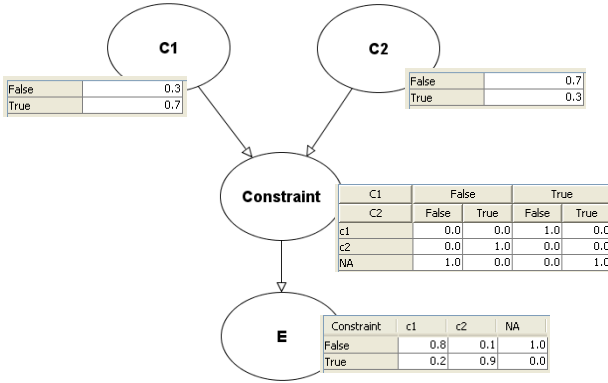 C1
C2
False 0.3
True 0.7
False 0.7
True 0.3
Constraint
C1 False True
C2 False True False True
c1 0.0 0.0 1.0 0.0
c2 0.0 1.0 0.0 0.0
NA 1.0 0.0 0.0 1.0
E
Constraint c1 c2 NA
False 0.8 0.1 1.0
True 0.2 0.9 0.0